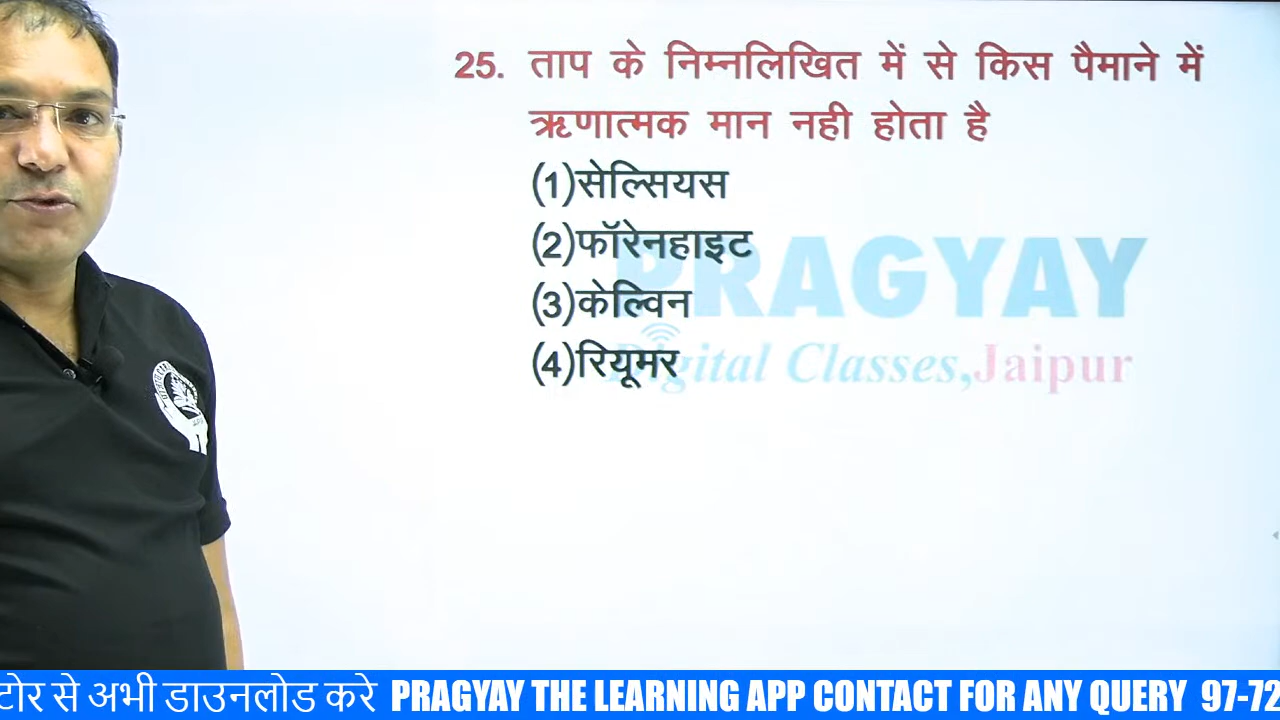 25. ताप के निम्नलिखित में से किस पैमाने में
ऋणात्मक मान नही होता है
(1)सेल्सियस
(2)फॉरेनहाइट
(3)केल्विन
(4)रियूमर
PRAGYAY
Digital Classes,Jaipur
टोर से अभी डाउनलोड करे PRAGYAY THE LEARNING APP CONTACT FOR ANY QUERY 97-72